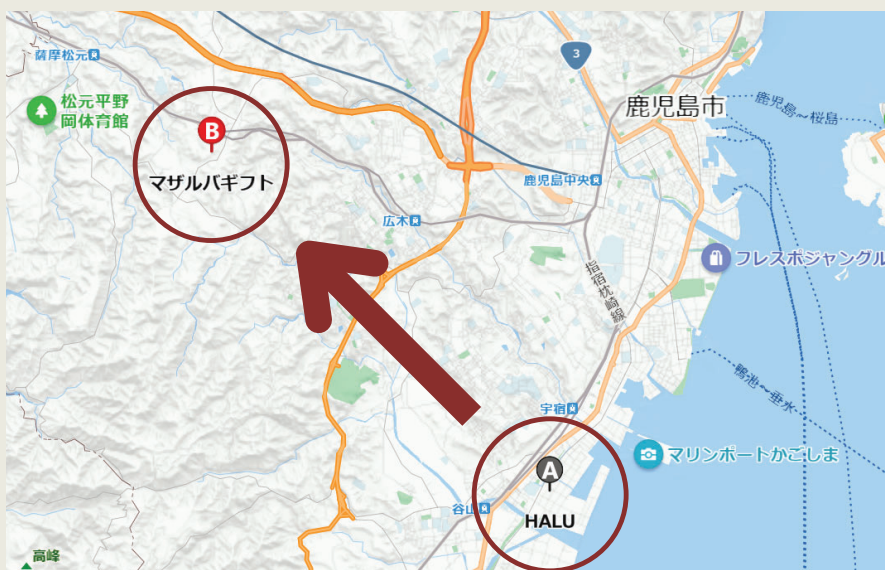 薩摩松元
松元平野
岡体育館
B
マザルバギフト
3
鹿児島市
鹿児島〜桜島
鹿児島中央
広木
フレスポジャングル
指宿枕崎線
鴨池〜垂水
宇宿
マリンポートかごしま
A
谷山
HALU
高峰